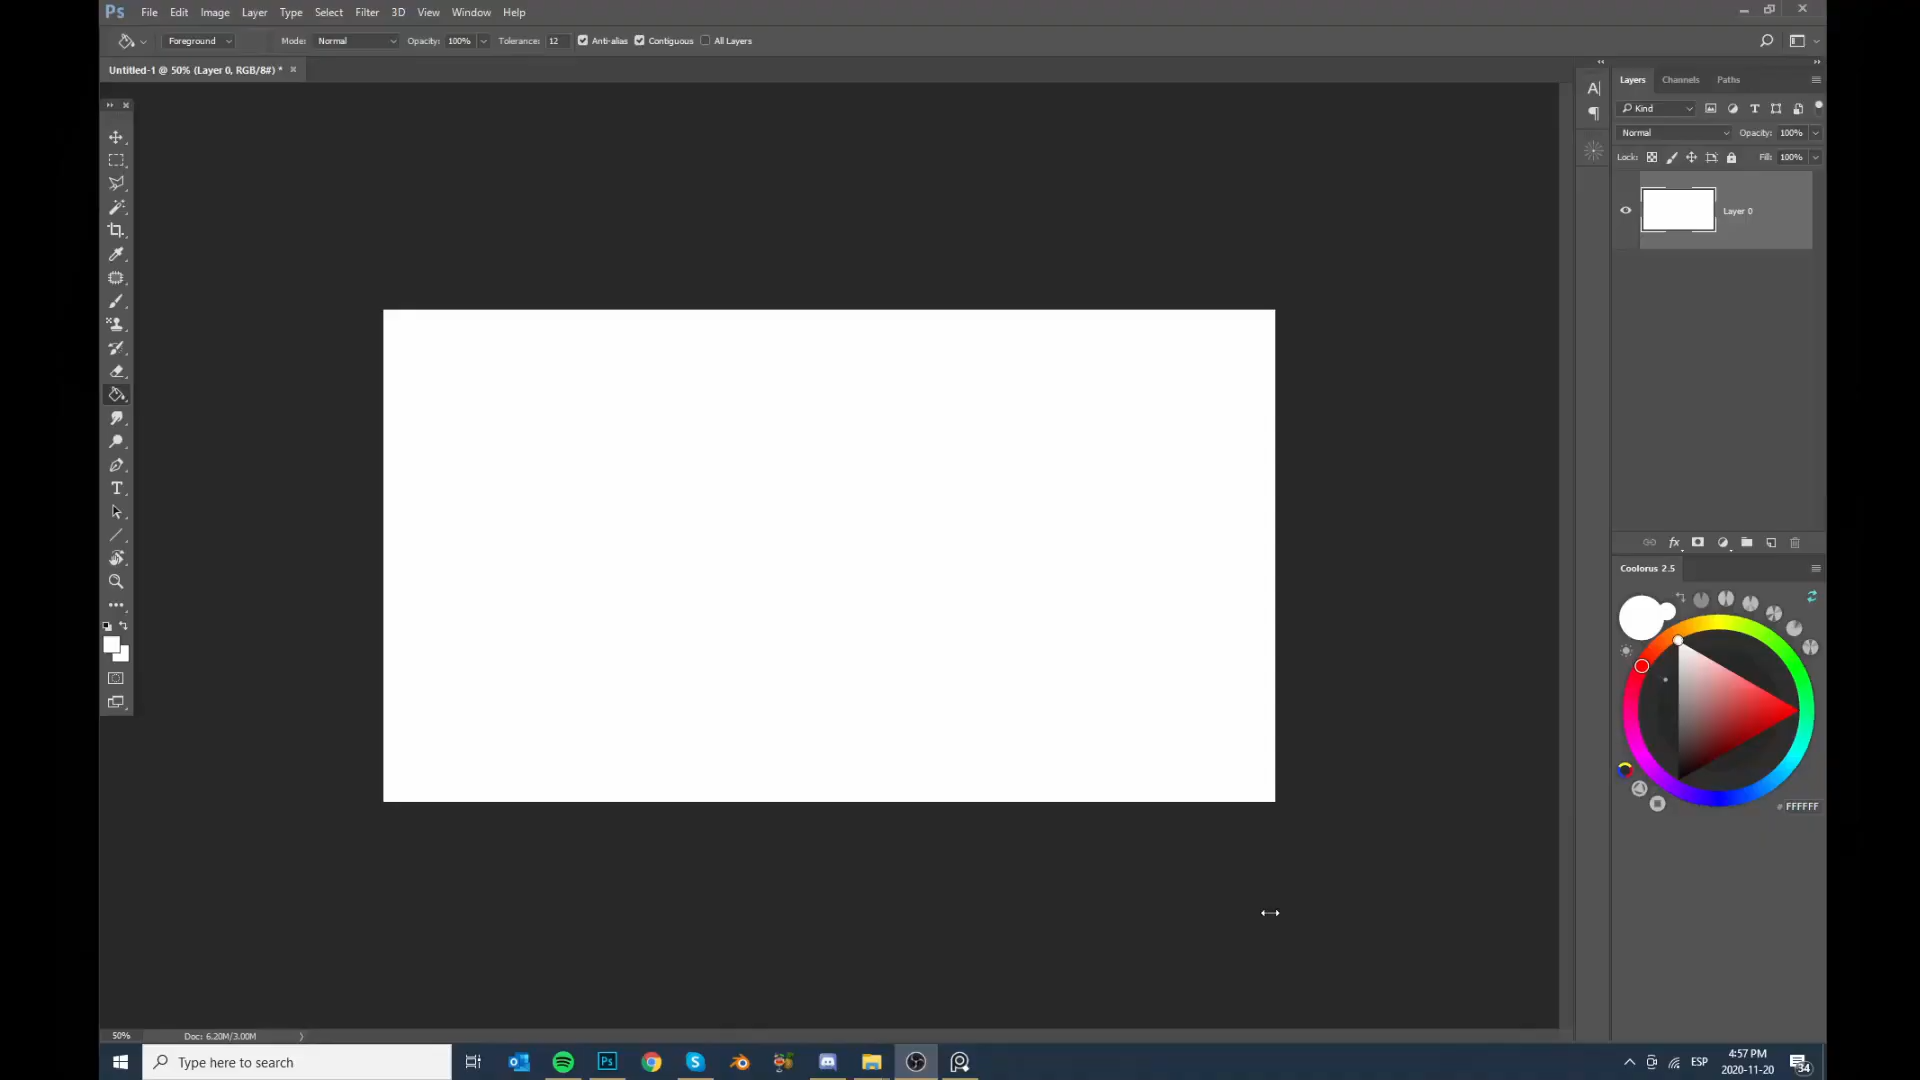 Ps File Edit Image Layer Type Select Filter 3D View Window Help
Foreground Mode: Normal Opacity: 100% Tolerance: 12 Anti-alias Contiguous All Layers
Untitled-1 @ 50% (Layer 0, RGB/8#) *
Layers Channels Paths
Kind
Normal Opacity: 100%
Lock: Fill: 100%
Layer 0
fx
Coolorus 2.5
# FFFFFF
50% Doc: 6.20M/3.00M
Type here to search
Ps
ESP
4:57 PM
2020-11-20
34